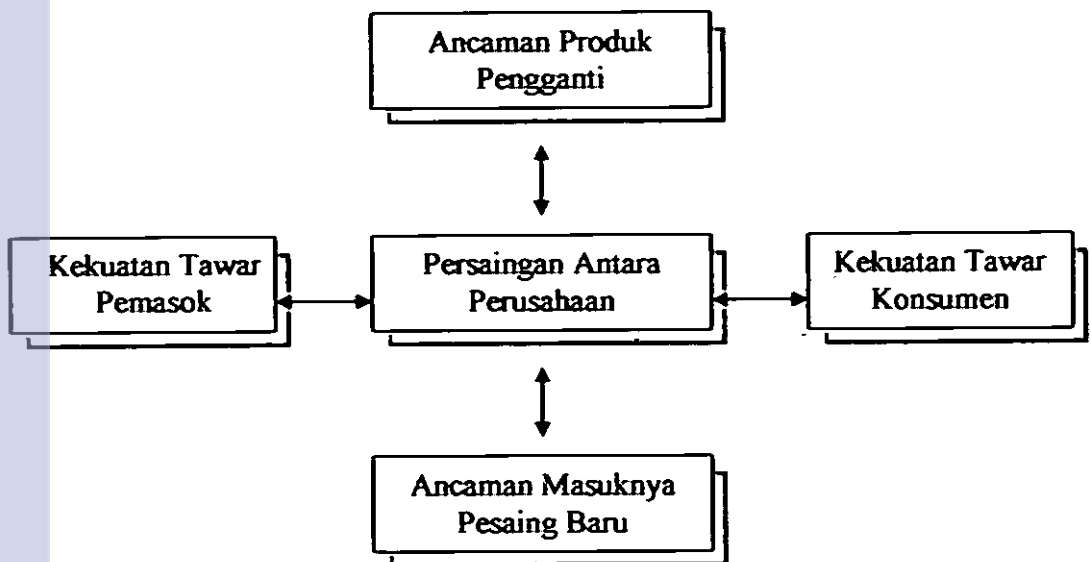 Ancaman Produk
Pengganti
Kekuatan Tawar
Pemasok
Persaingan Antara
Perusahaan
Kekuatan Tawar
Konsumen
Ancaman Masuknya
Pesaing Baru